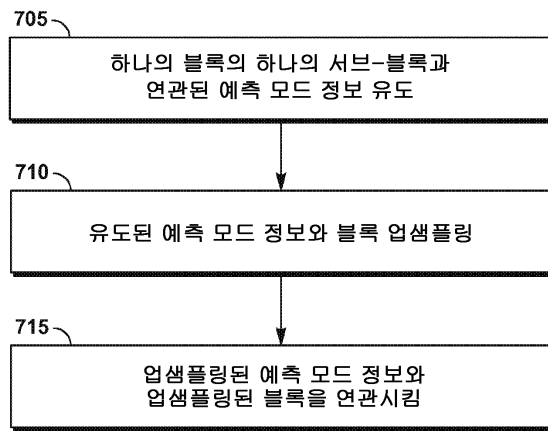 705
하나의 블록의 하나의 서브-블록과
연관된 예측 모드 정보 유도
710
유도된 예측 모드 정보와 블록 업샘플링
715
업샘플링된 예측 모드 정보와
업샘플링된 블록을 연관시킴